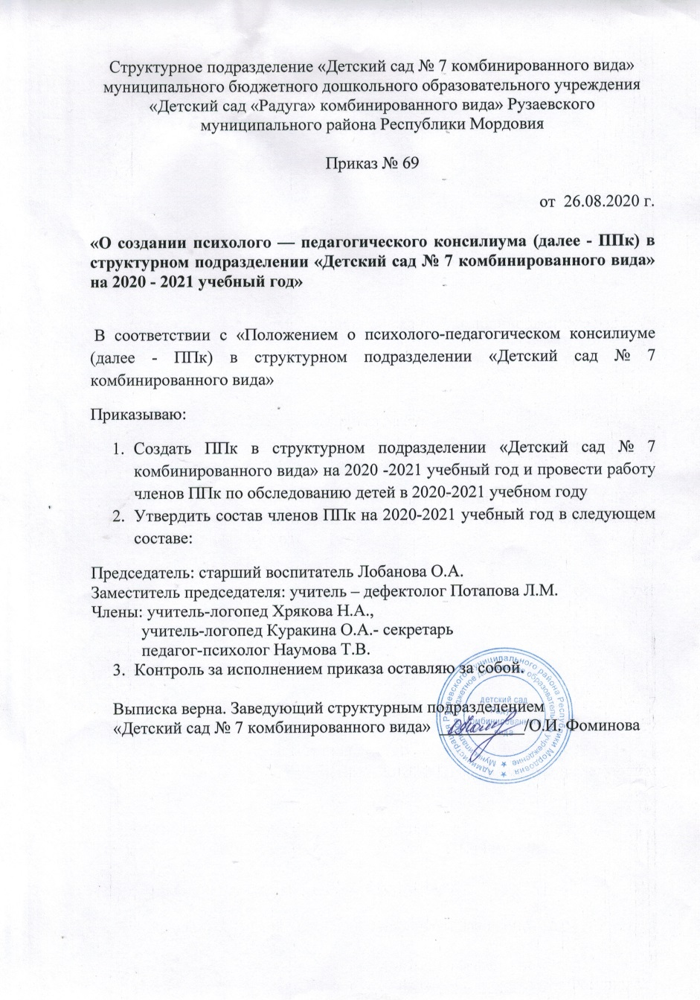 Структурное подразделение «Детский сад № 7 комбинированного вида»
муниципального бюджетного дошкольного образовательного учреждения
«Детский сад «Радуга» комбинированного вида» Рузаевского
муниципального района Республики Мордовия
Приказ № 69
от 26.08.2020 г.
«О создании психолого — педагогического консилиума (далее - ППк) в
структурном подразделении «Детский сад № 7 комбинированного вида»
на 2020 - 2021 учебный год»
В соответствии с «Положением о психолого-педагогическом консилиуме
(далее - ППк) в структурном подразделении «Детский сад № 7
комбинированного вида»
Приказываю:
1. Создать ППк в структурном подразделении «Детский сад № 7
комбинированного вида» на 2020 -2021 учебный год и провести работу
членов ППк по обследованию детей в 2020-2021 учебном году
2. Утвердить состав членов ППк на 2020-2021 учебный год в следующем
составе:
Председатель: старший воспитатель Лобанова О.А.
Заместитель председателя: учитель – дефектолог Потапова Л.М.
Члены: учитель-логопед Хрякова Н.А.,
учитель-логопед Куракина О.А.- секретарь
педагог-психолог Наумова Т.В.
3. Контроль за исполнением приказа оставляю за собой.
Выписка верна. Заведующий структурным подразделением
«Детский сад № 7 комбинированного вида» __________/О.И. Фоминова
муниципального района Республики Мордовия
детский сад